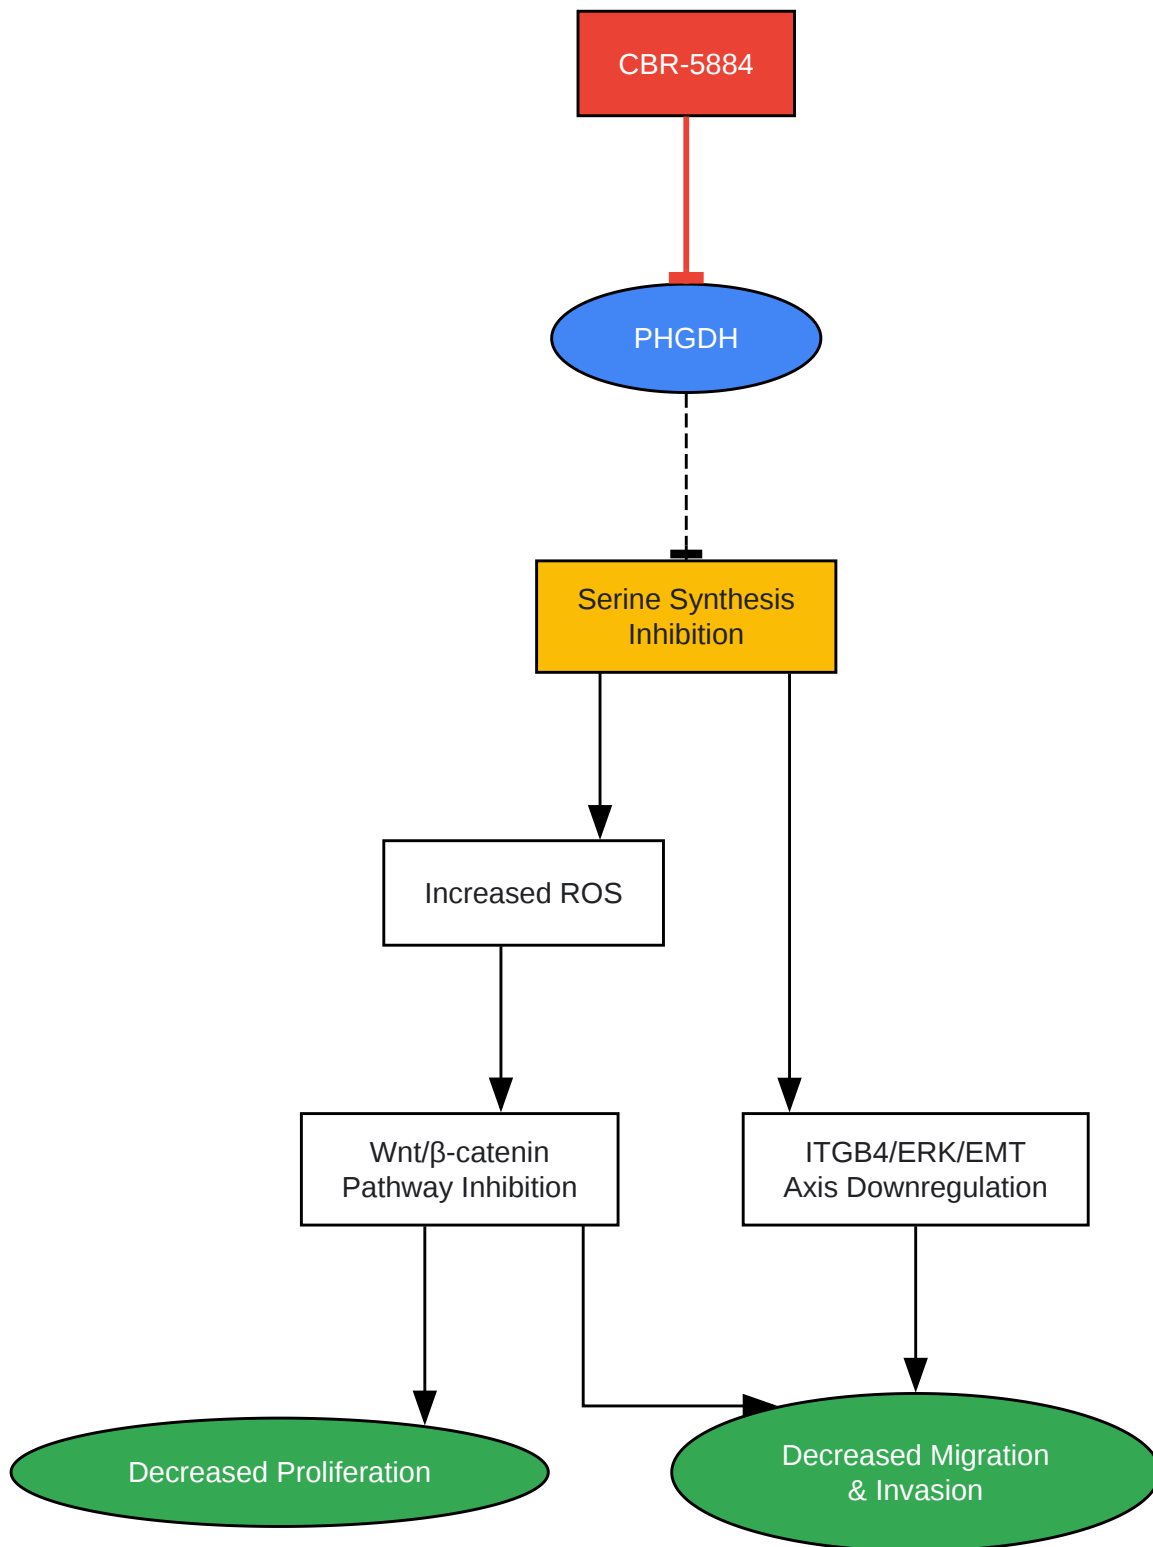 CBR-5884
PHGDH
Serine Synthesis
Inhibition
Increased ROS
Wnt/β-catenin
Pathway Inhibition
ITGB4/ERK/EMT
Axis Downregulation
Decreased Proliferation
Decreased Migration
& Invasion